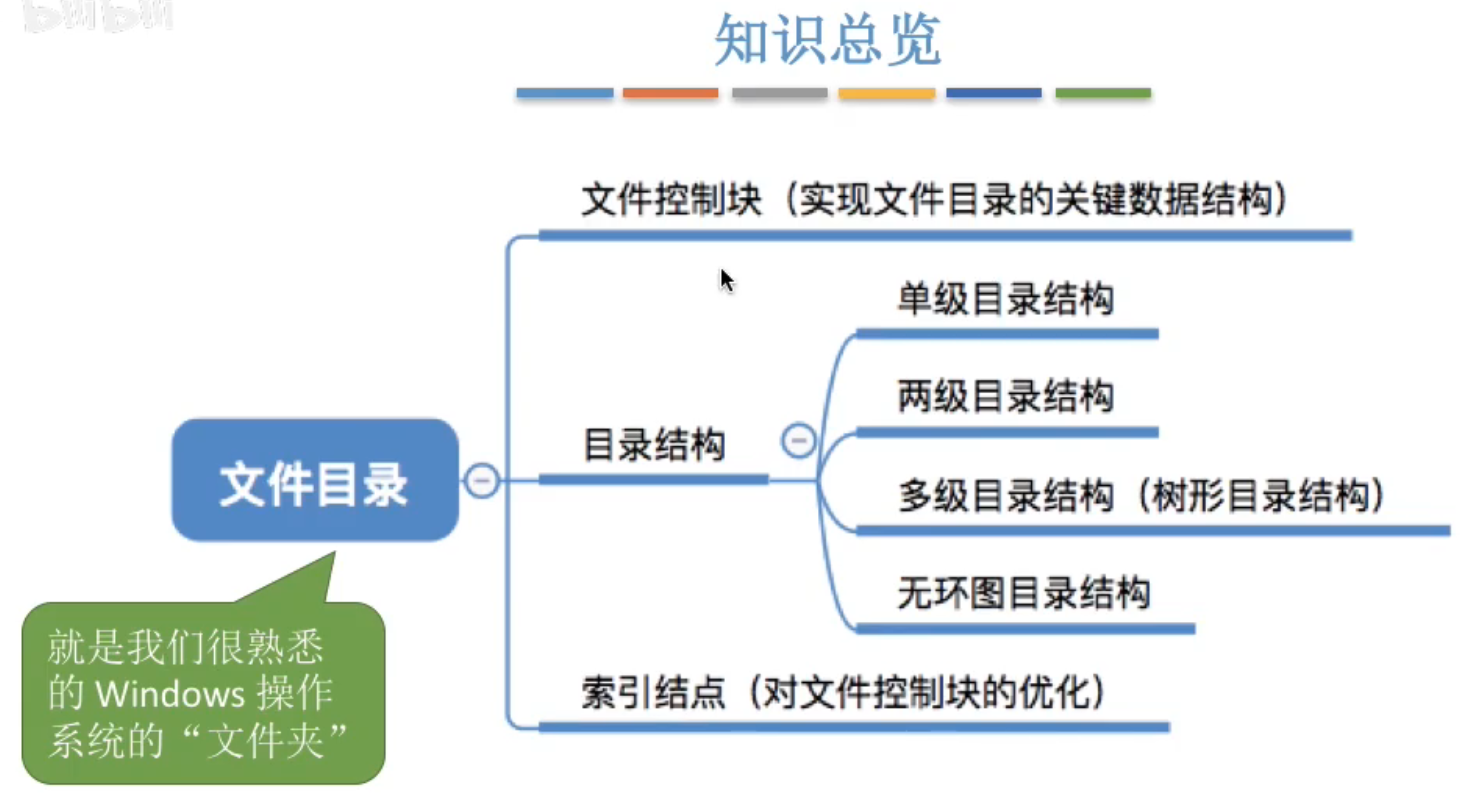 知识总览
文件控制块（实现文件目录的关键数据结构）
单级目录结构
两级目录结构
目录结构
多级目录结构（树形目录结构）
文件目录
无环图目录结构
索引结点（对文件控制块的优化）
就是我们很熟悉
的 Windows 操作
系统的“文件夹”